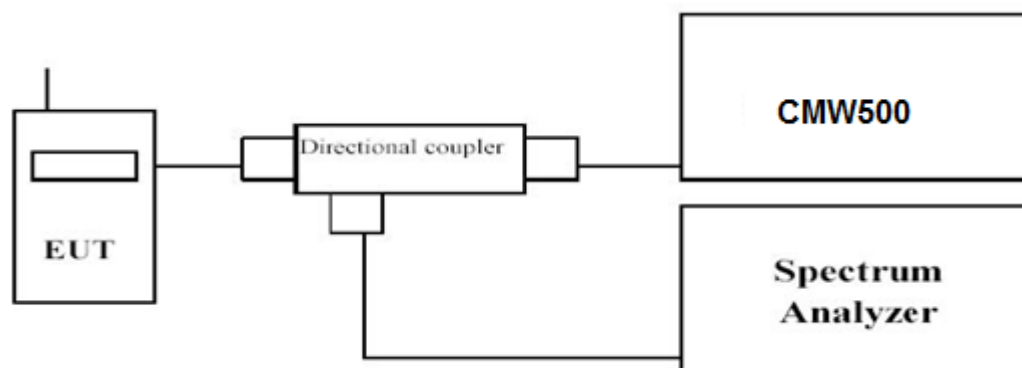 CMW500
Directional coupler
EUT
Spectrum
Analyzer